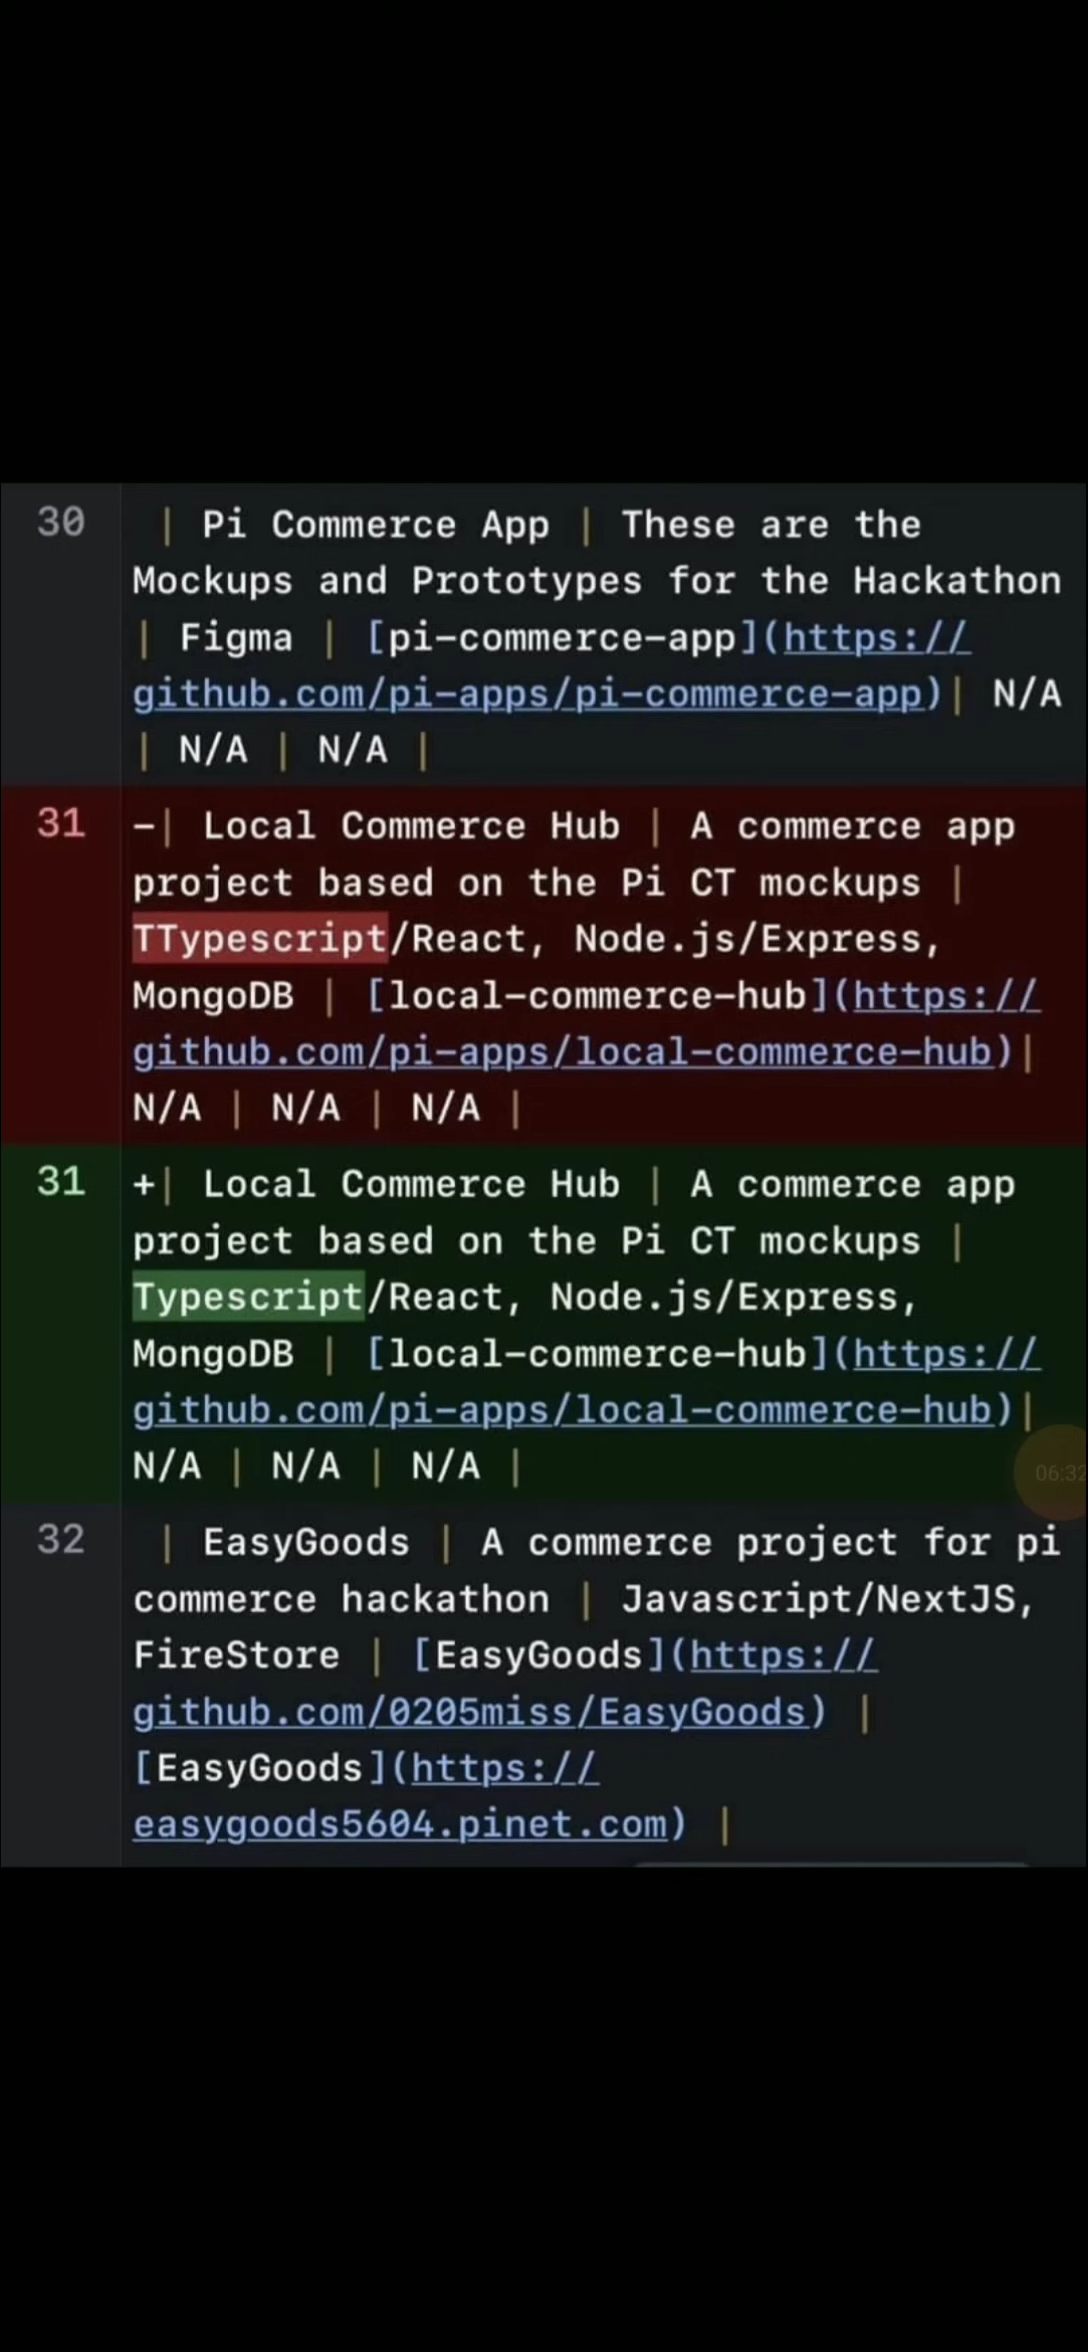 30 | Pi Commerce App | These are the
Mockups and Prototypes for the Hackathon
| Figma | [pi-commerce-app](https://
github.com/pi-apps/pi-commerce-app)| N/A
| N/A | N/A |
31 -| Local Commerce Hub | A commerce app
project based on the Pi CT mockups |
TTypescript/React, Node.js/Express,
MongoDB | [local-commerce-hub](https://
github.com/pi-apps/local-commerce-hub)|
N/A | N/A | N/A |
31 +| Local Commerce Hub | A commerce app
project based on the Pi CT mockups |
Typescript/React, Node.js/Express,
MongoDB | [local-commerce-hub](https://
github.com/pi-apps/local-commerce-hub)|
N/A | N/A | N/A |
06:32
32 | EasyGoods | A commerce project for pi
commerce hackathon | Javascript/NextJS,
FireStore | [EasyGoods](https://
github.com/0205miss/EasyGoods) |
[EasyGoods](https://
easygoods5604.pinet.com) |